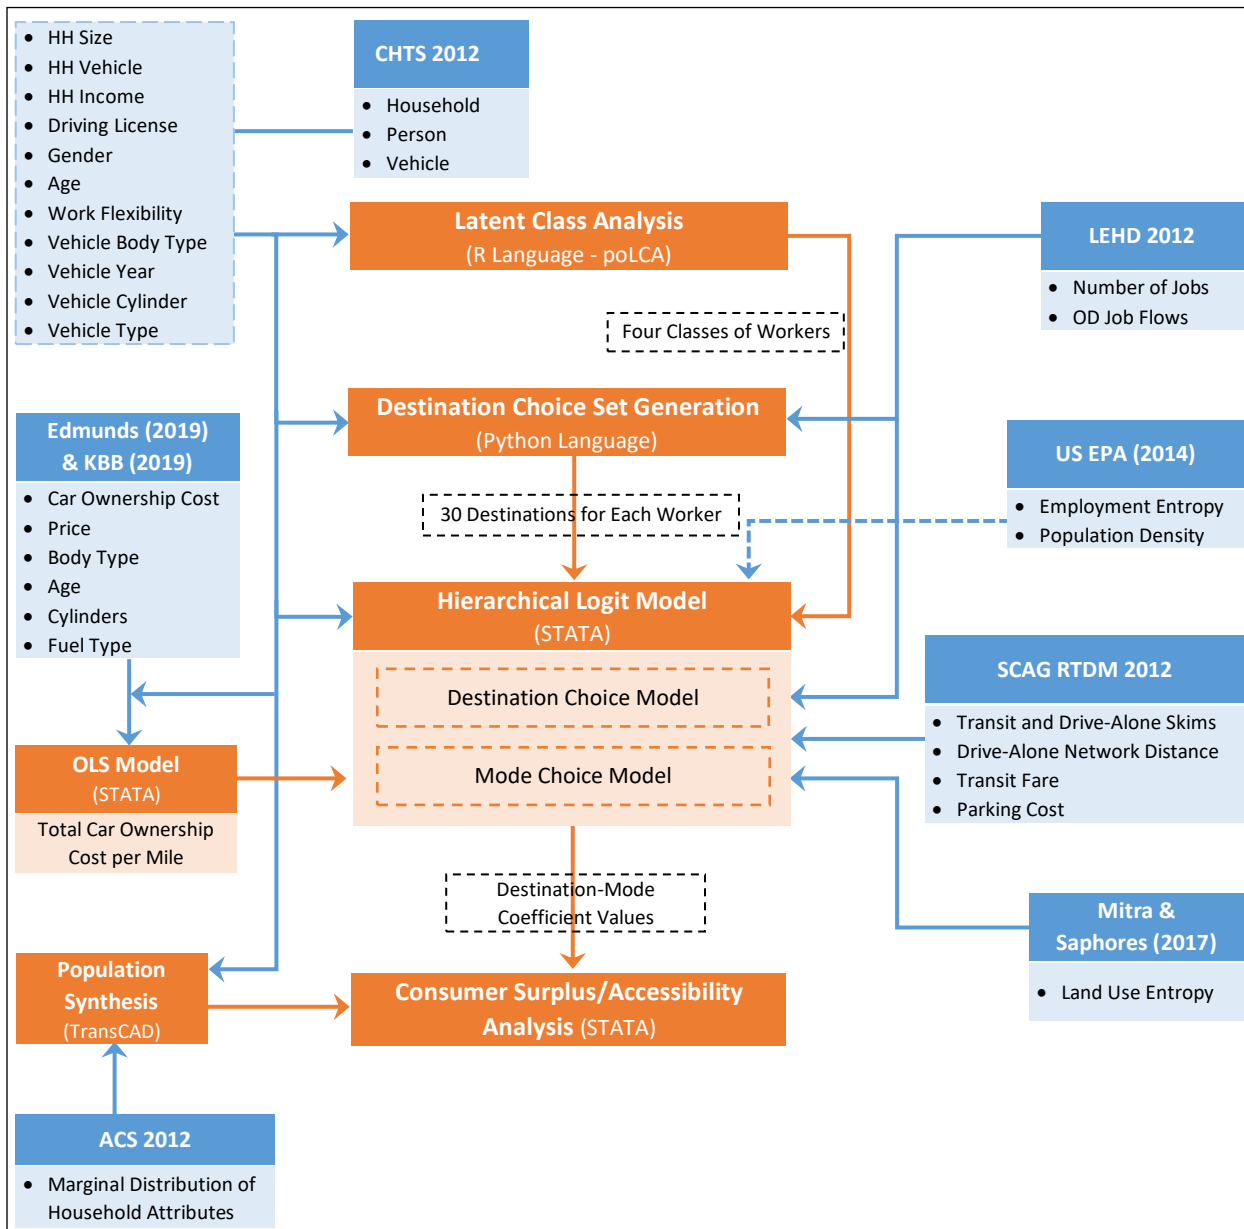 • HH Size
• HH Vehicle
• HH Income
• Driving License
• Gender
• Age
• Work Flexibility
• Vehicle Body Type
• Vehicle Year
• Vehicle Cylinder
• Vehicle Type
CHTS 2012
• Household
• Person
• Vehicle
Latent Class Analysis
(R Language - poLCA)
LEHD 2012
• Number of Jobs
• OD Job Flows
Four Classes of Workers
Destination Choice Set Generation
(Python Language)
Edmunds (2019)
& KBB (2019)
• Car Ownership Cost
• Price
• Body Type
• Age
• Cylinders
• Fuel Type
US EPA (2014)
• Employment Entropy
• Population Density
30 Destinations for Each Worker
Hierarchical Logit Model
(STATA)
Destination Choice Model
Mode Choice Model
SCAG RTDM 2012
• Transit and Drive-Alone Skims
• Drive-Alone Network Distance
• Transit Fare
• Parking Cost
OLS Model
(STATA)
Total Car Ownership
Cost per Mile
Destination-Mode
Coefficient Values
Mitra &
Saphores (2017)
• Land Use Entropy
Population
Synthesis
(TransCAD)
Consumer Surplus/Accessibility
Analysis (STATA)
ACS 2012
• Marginal Distribution of
Household Attributes